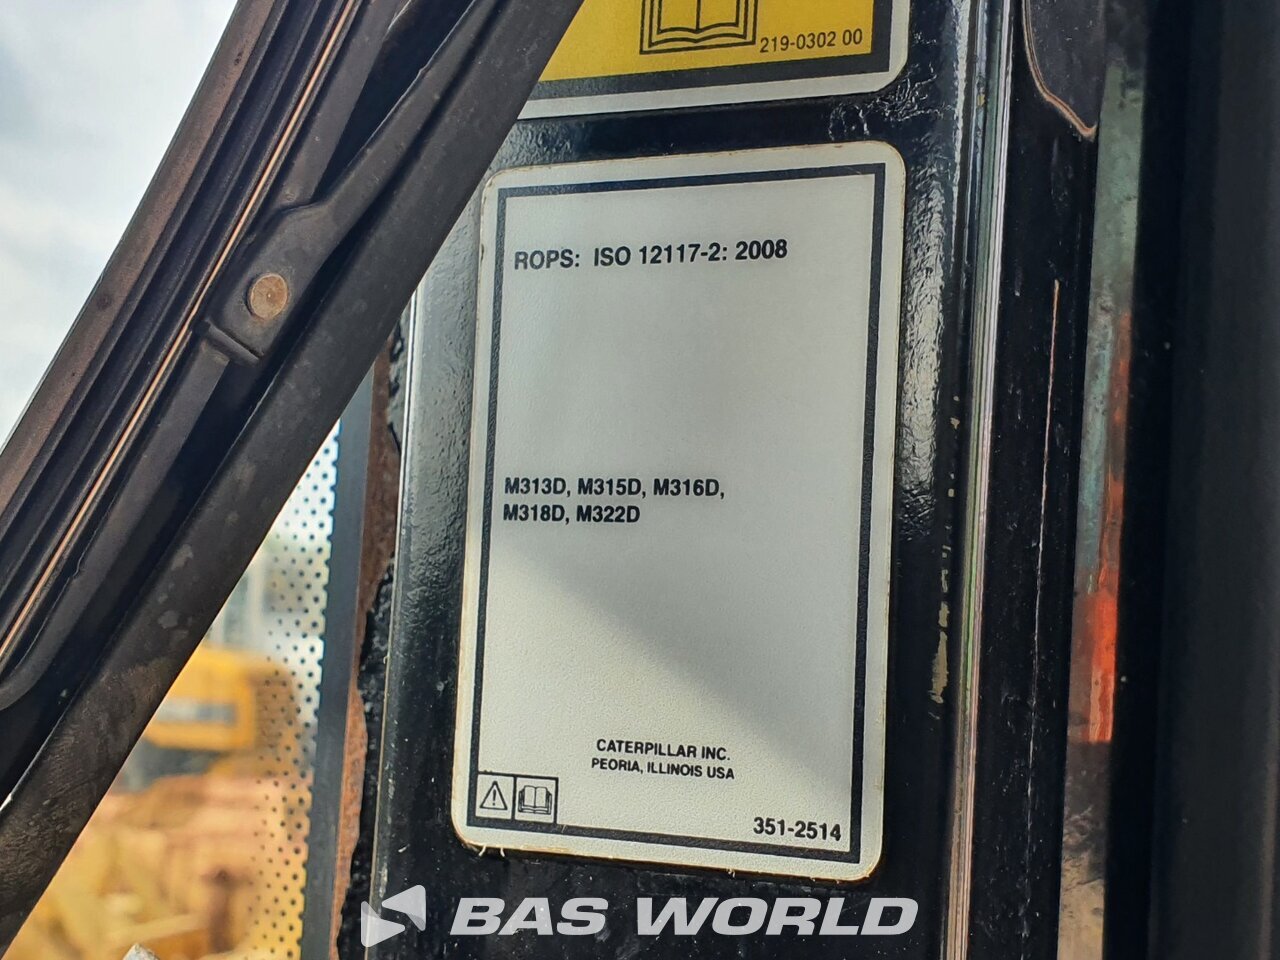 219-0302 00
ROPS: ISO 12117-2: 2008
M313D, M315D, M316D,
M318D, M322D
CATERPILLAR INC.
PEORIA, ILLINOIS USA
351-2514
BAS WORLD